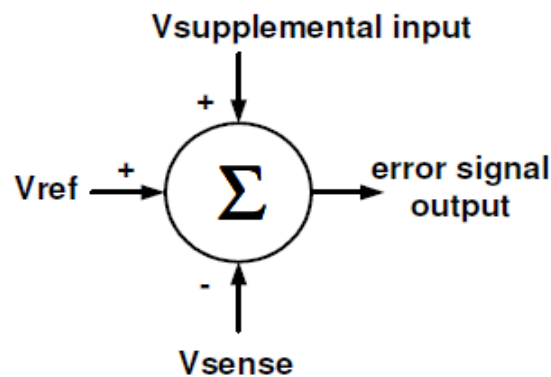 Vsupplemental input
+
Vref
+
Σ
error signal
output
-
Vsense